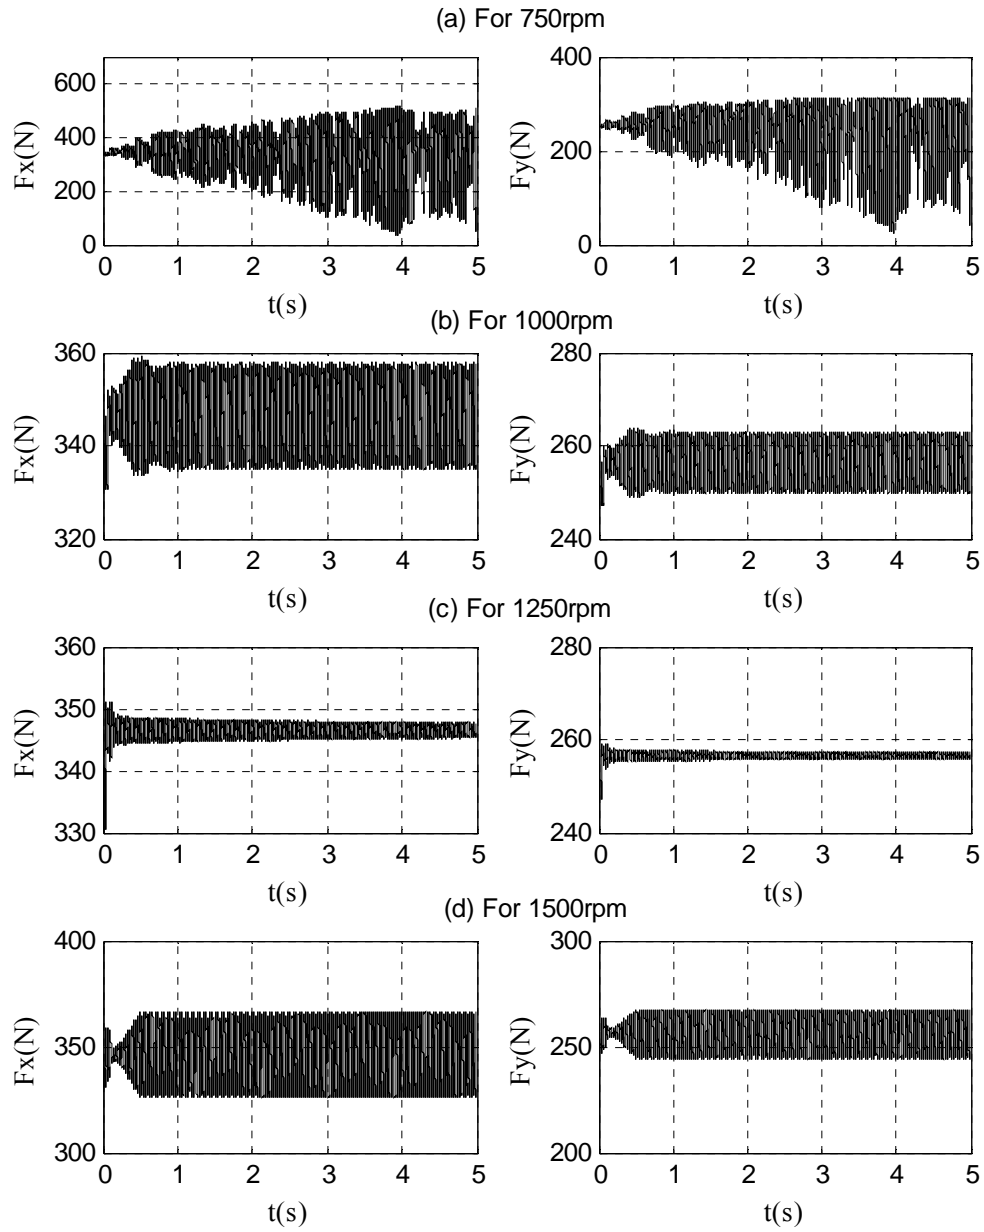 (a) For 750rpm
600
400
200
0
Fx(N)
0 1 2 3 4 5
t(s)
400
200
0
Fy(N)
0 1 2 3 4 5
t(s)
(b) For 1000rpm
360
340
320
Fx(N)
0 1 2 3 4 5
t(s)
280
260
240
Fy(N)
0 1 2 3 4 5
t(s)
(c) For 1250rpm
360
350
340
330
Fx(N)
0 1 2 3 4 5
t(s)
280
260
240
Fy(N)
0 1 2 3 4 5
t(s)
(d) For 1500rpm
400
350
300
Fx(N)
0 1 2 3 4 5
t(s)
300
250
200
Fy(N)
0 1 2 3 4 5
t(s)